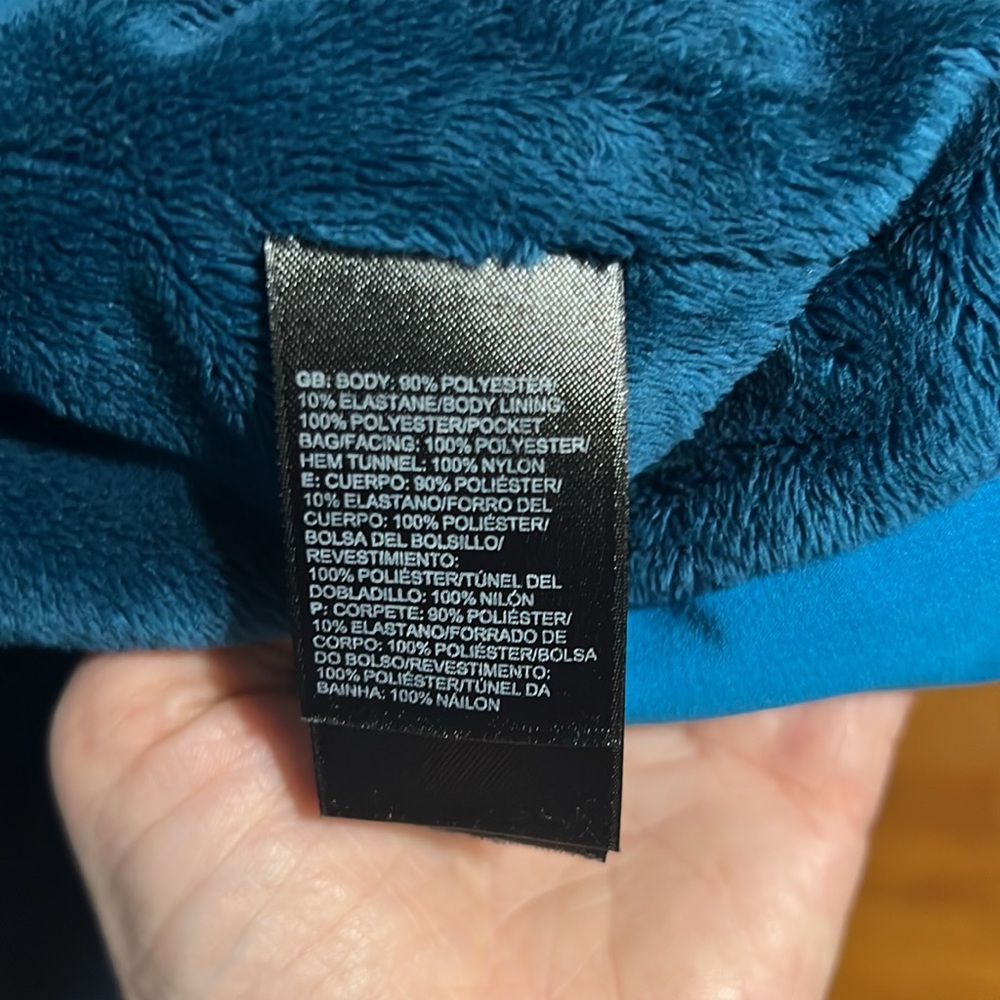 GB: BODY: 90% POLYESTER/
10% ELASTANE/BODY LINING:
100% POLYESTER/POCKET
BAG/FACING: 100% POLYESTER/
HEM TUNNEL: 100% NYLON
E: CUERPO: 90% POLIÉSTER/
10% ELASTANO/FORRO DEL
CUERPO: 100% POLIÉSTER/
BOLSA DEL BOLSILLO/
REVESTIMIENTO:
100% POLIÉSTER/TÚNEL DEL
DOBLADILLO: 100% NILÓN
P: CORPETE: 90% POLIÉSTER/
10% ELASTANO/FORRADO DE
CORPO: 100% POLIÉSTER/BOLSA
DO BOLSO/REVESTIMENTO:
100% POLIÉSTER/TÚNEL DA
BAINHA: 100% NÁILON